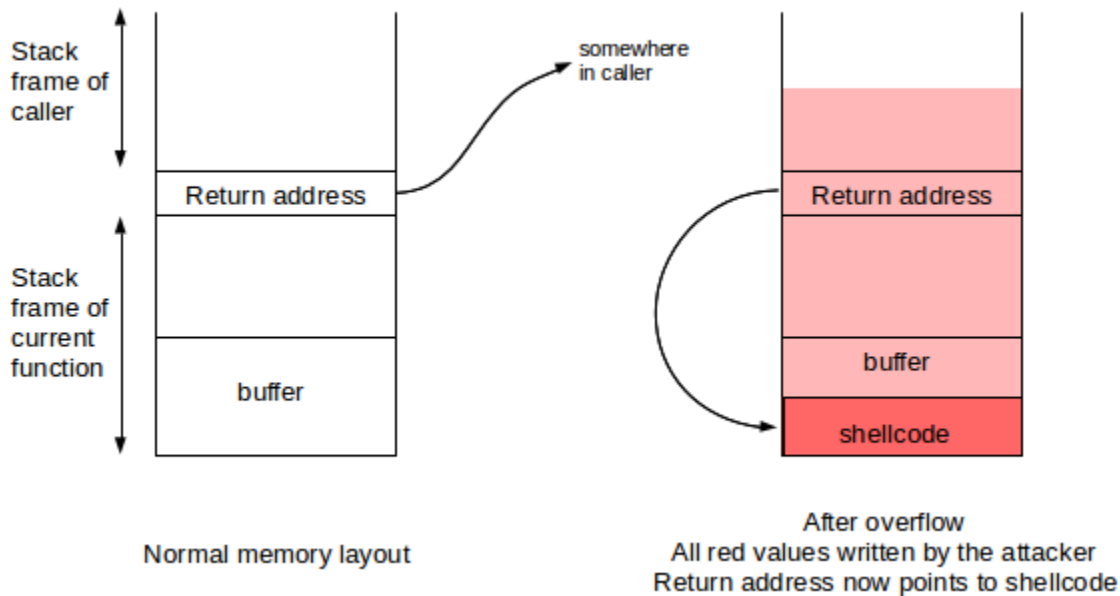 Stack
frame of
caller
somewhere
in caller
Return address
Stack
frame of
current
function
buffer
Normal memory layout
Return address
buffer
shellcode
After overflow
All red values written by the attacker
Return address now points to shellcode